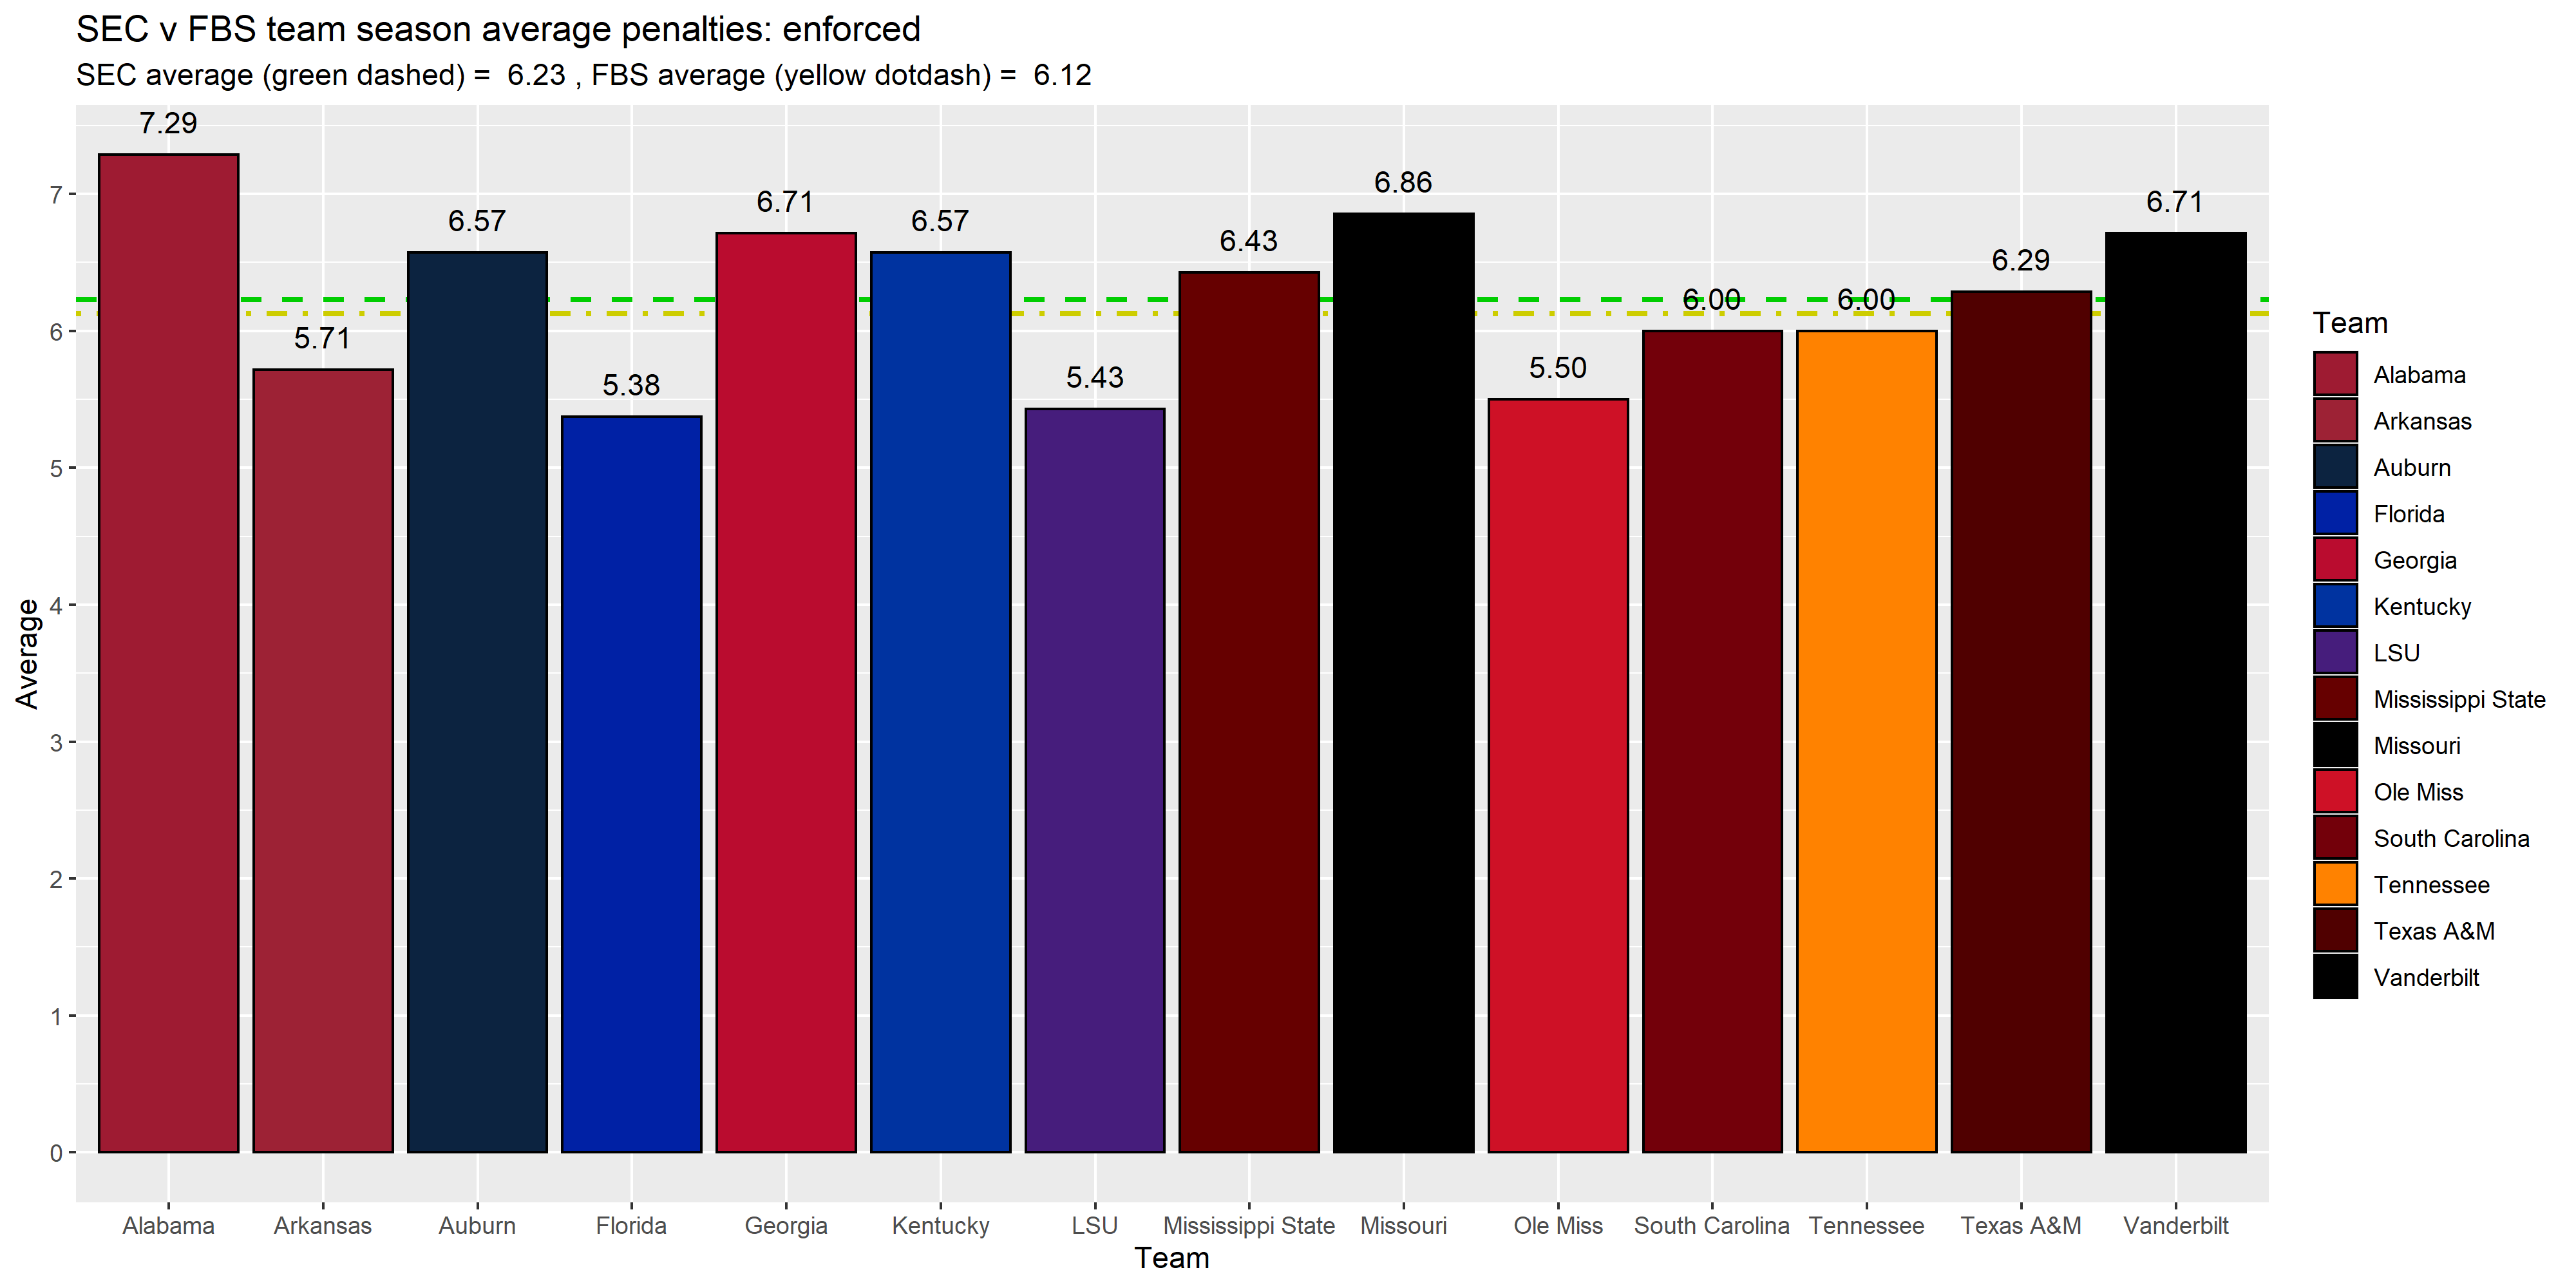 SEC v FBS team season average penalties: enforced
SEC average (green dashed) =  6.23 , FBS average (yellow dotdash) =  6.12
7.29
5.71
6.57
5.38
6.71
6.57
5.43
6.43
6.86
5.50
6.00
6.00
6.29
6.71
7
6
5
4
3
2
1
0
Average
Alabama
Arkansas
Auburn
Florida
Georgia
Kentucky
LSU
Mississippi State
Missouri
Ole Miss
South Carolina
Tennessee
Texas A&M
Vanderbilt
Team
Team
Alabama
Arkansas
Auburn
Florida
Georgia
Kentucky
LSU
Mississippi State
Missouri
Ole Miss
South Carolina
Tennessee
Texas A&M
Vanderbilt